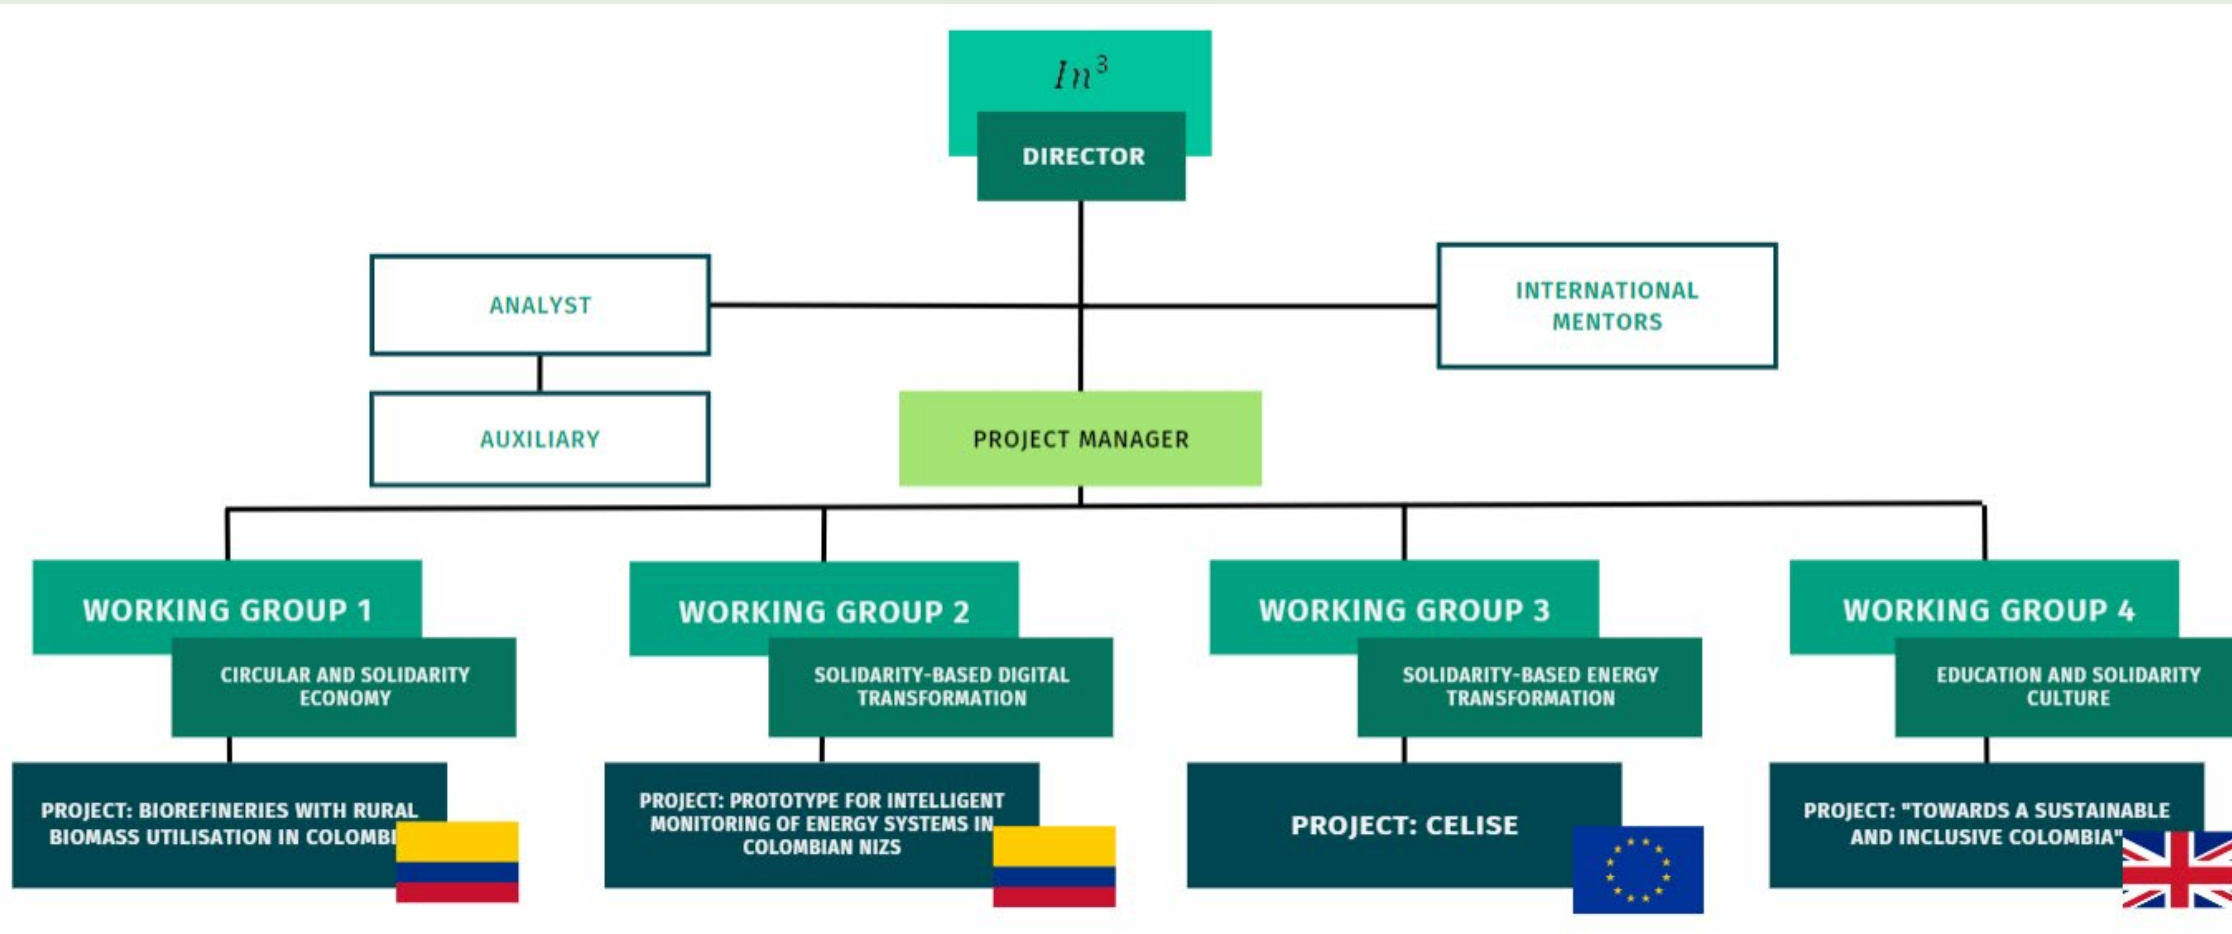 In³
DIRECTOR
ANALYST
INTERNATIONAL
MENTORS
AUXILIARY
PROJECT MANAGER
WORKING GROUP 1
CIRCULAR AND SOLIDARITY
ECONOMY
PROJECT: BIOREFINERIES WITH RURAL
BIOMASS UTILISATION IN
WORKING GROUP 2
SOLIDARITY-BASED DIGITAL
TRANSFORMATION
PROJECT: PROTOTYPE FOR INTELLIGENT
MONITORING OF ENERGY SYSTEMS IN
COLOMBIAN NIZS
WORKING GROUP 3
SOLIDARITY-BASED ENERGY
TRANSFORMATION
PROJECT: CELISE
WORKING GROUP 4
EDUCATION AND SOLIDARITY
CULTURE
PROJECT: "TOWARDS A SUSTAINABLE
AND INCLUSIVE COLOMBIA"